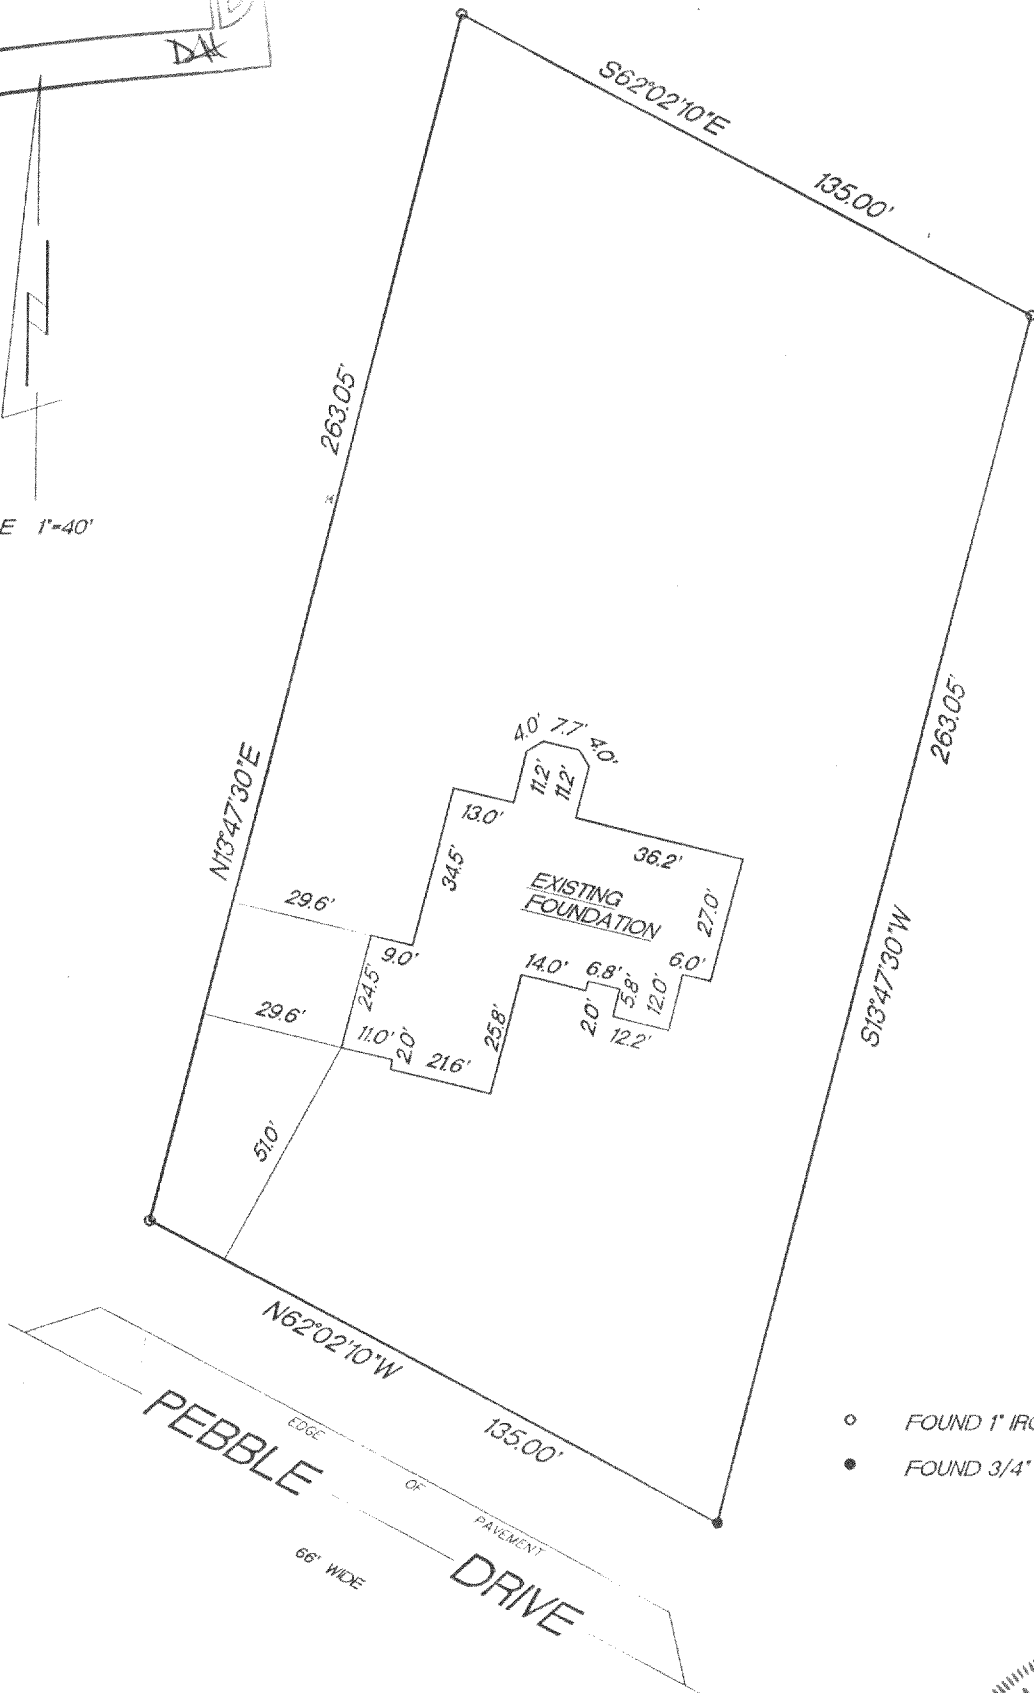 DH
S62°02'10"E
135.00'
263.05'
E 1"=40'
263.05'
N13°47'30"E
4.0' 7.7' 4.0'
11.2' 11.2'
13.0'
36.2'
34.5'
EXISTING
FOUNDATION
27.0'
29.6'
9.0'
14.0' 6.8' 6.0'
24.5'
5.8' 12.0'
S13°47'30"W
29.6'
11.0' 2.0'
25.8'
2.0'
12.2'
21.6'
51.0'
N62°02'10"W
135.00'
EDGE OF PAVEMENT
PEBBLE DRIVE
66' WIDE
FOUND 1"
FOUND 3/4"